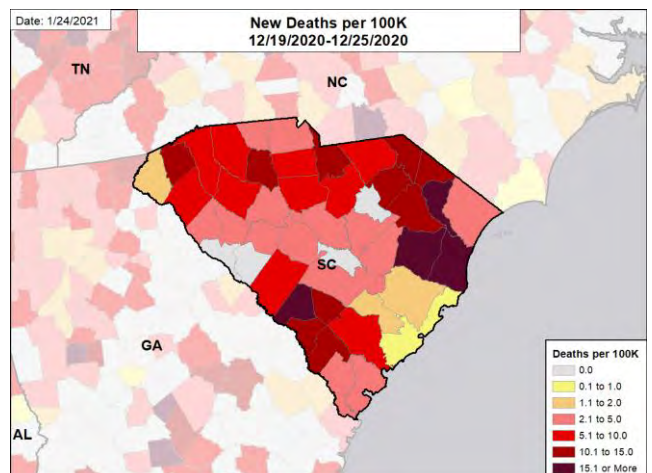 Date: 1/24/2021
New Deaths per 100K
12/19/2020-12/25/2020
TN
NC
SC
GA
AL
Deaths per 100K
0.0
0.1 to 1.0
1.1 to 2.0
2.1 to 5.0
5.1 to 10.0
10.1 to 15.0
15.1 or More